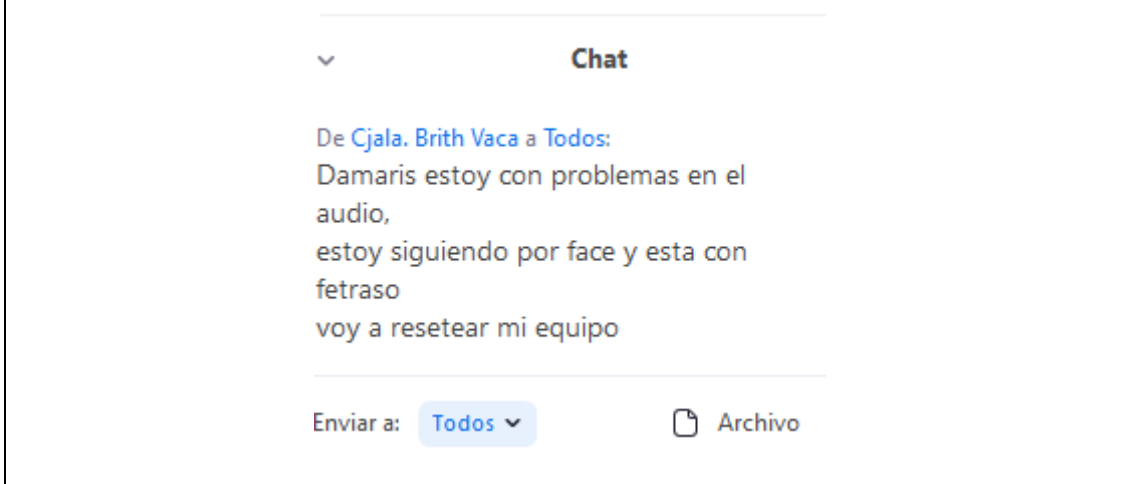 Chat
De Cjala. Brith Vaca a Todos:
Damaris estoy con problemas en el
audio,
estoy siguiendo por face y esta con
fetraso
voy a resetear mi equipo
Enviar a: Todos Archivo